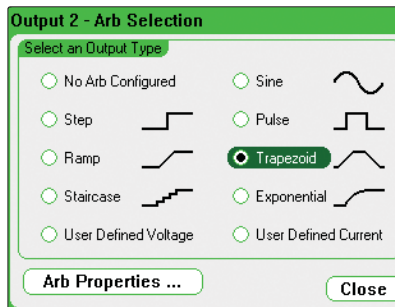 Output 2 - Arb Selection
Select an Output Type
No Arb Configured
Sine
Step
Pulse
Ramp
Trapezoid
Staircase
Exponential
User Defined Voltage
User Defined Current
Arb Properties ...
Close